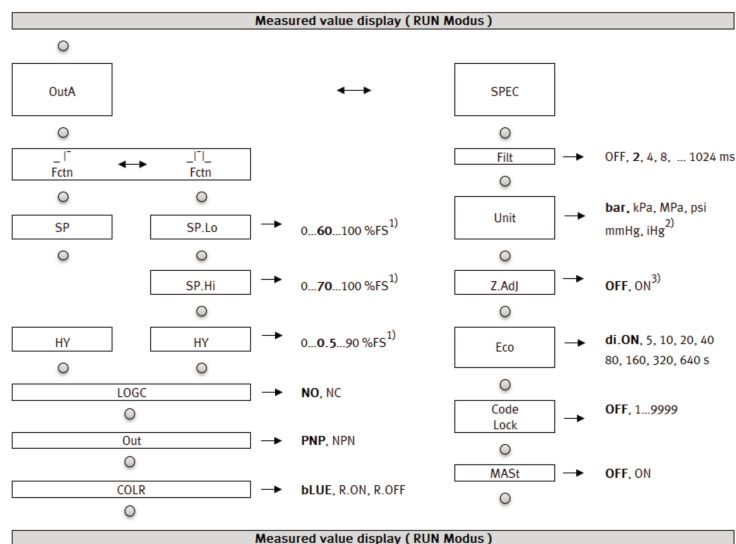 Measured value display ( RUN Modus )
OutA
SPEC
_|‾ Fctn
_|‾|_ Fctn
SP
SP.Lo
0...60...100 %FS1)
SP.Hi
0...70...100 %FS1)
HY
HY
0...0.5...90 %FS1)
LOGC
NO, NC
Out
PNP, NPN
COLR
bLUE, R.ON, R.OFF
Filt
OFF, 2, 4, 8, ... 1024 ms
Unit
bar, kPa, MPa, psi
mmHg, iHg2)
Z.AdJ
OFF, ON3)
Eco
di.ON, 5, 10, 20, 40
80, 160, 320, 640 s
Code
Lock
OFF, 1...9999
MASt
OFF, ON
Measured value display ( RUN Modus )